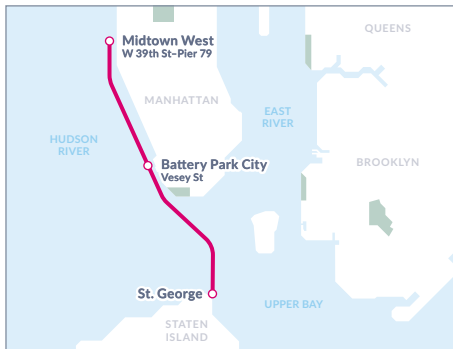 QUEENS
Midtown West
W 39th St–Pier 79
MANHATTAN
EAST
RIVER
HUDSON
RIVER
BROOKLYN
Battery Park City
Vesey St
St. George
UPPER BAY
STATEN
ISLAND